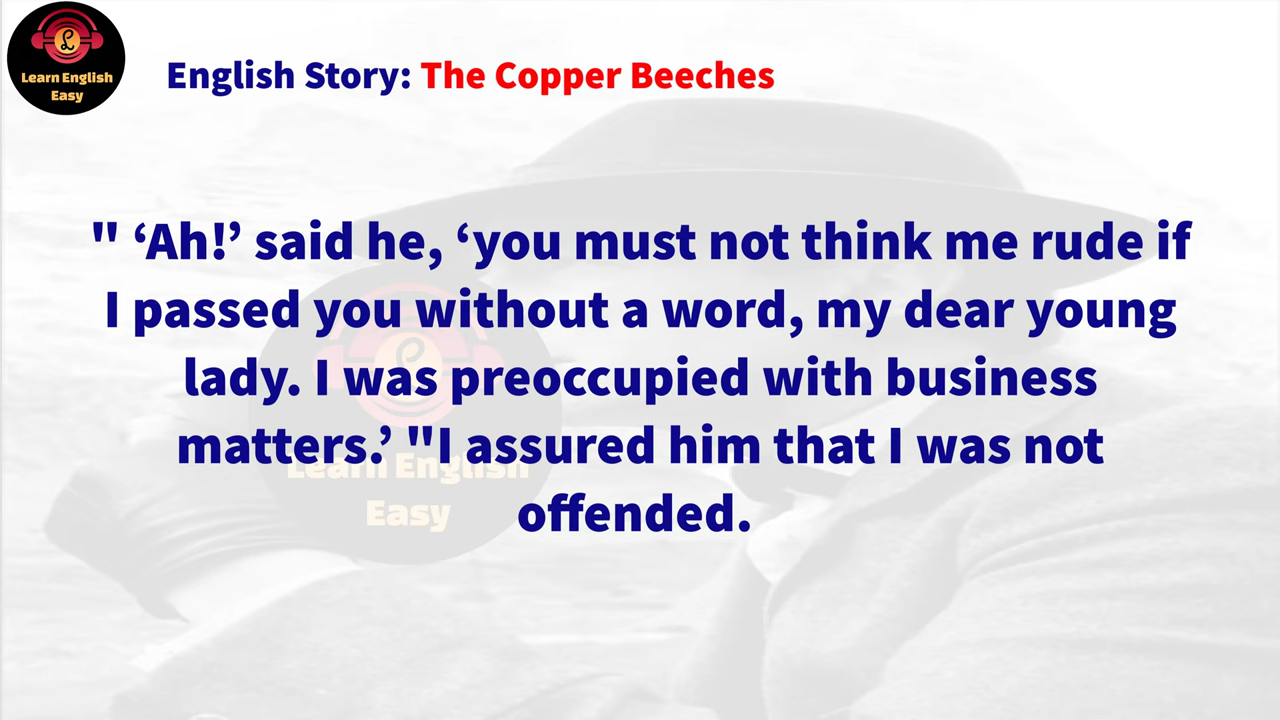 Learn English
Easy
English Story: The Copper Beeches
" ‘Ah!’ said he, ‘you must not think me rude if
I passed you without a word, my dear young
lady. I was preoccupied with business
matters.’ "I assured him that I was not
offended.
Learn English
Easy